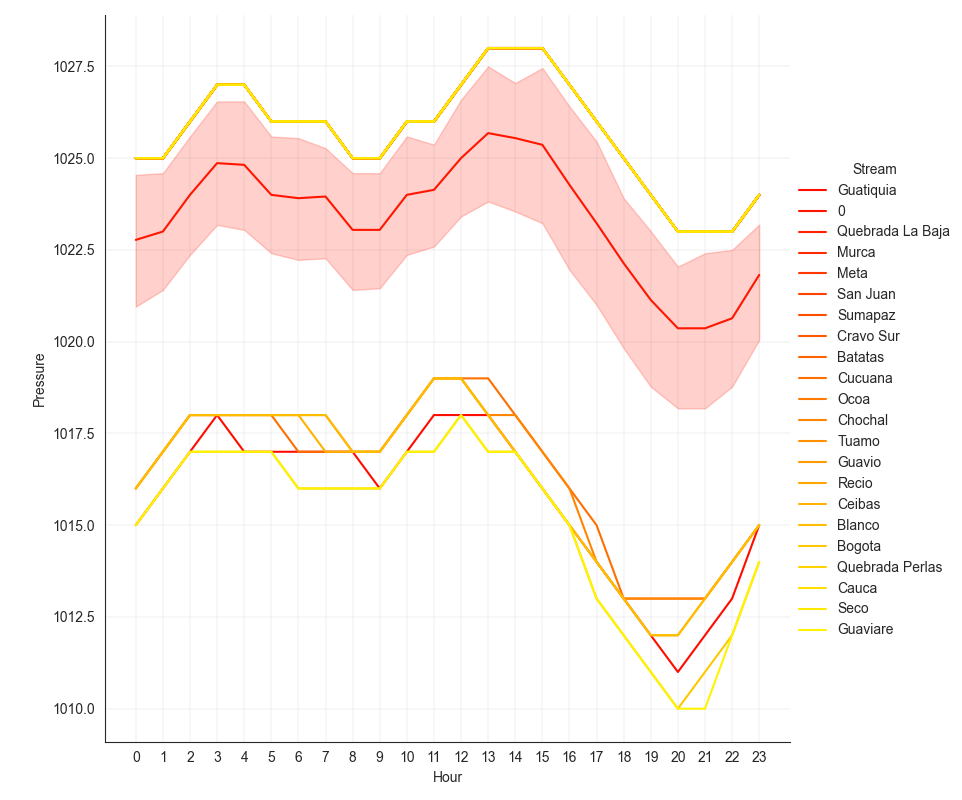 1027.5
1025.0
1022.5
1020.0
1017.5
1015.0
1012.5
1010.0
Pressure
0 1 2 3 4 5 6 7 8 9 10 11 12 13 14 15 16 17 18 19 20 21 22 23
Hour
Stream
Guatiquia
0
Quebrada La Baja
Murca
Meta
San Juan
Sumapaz
Cravo Sur
Batatas
Cucuana
Ocoa
Chochal
Tuamo
Guavio
Recio
Ceibas
Blanco
Bogota
Quebrada Perlas
Cauca
Seco
Guaviare